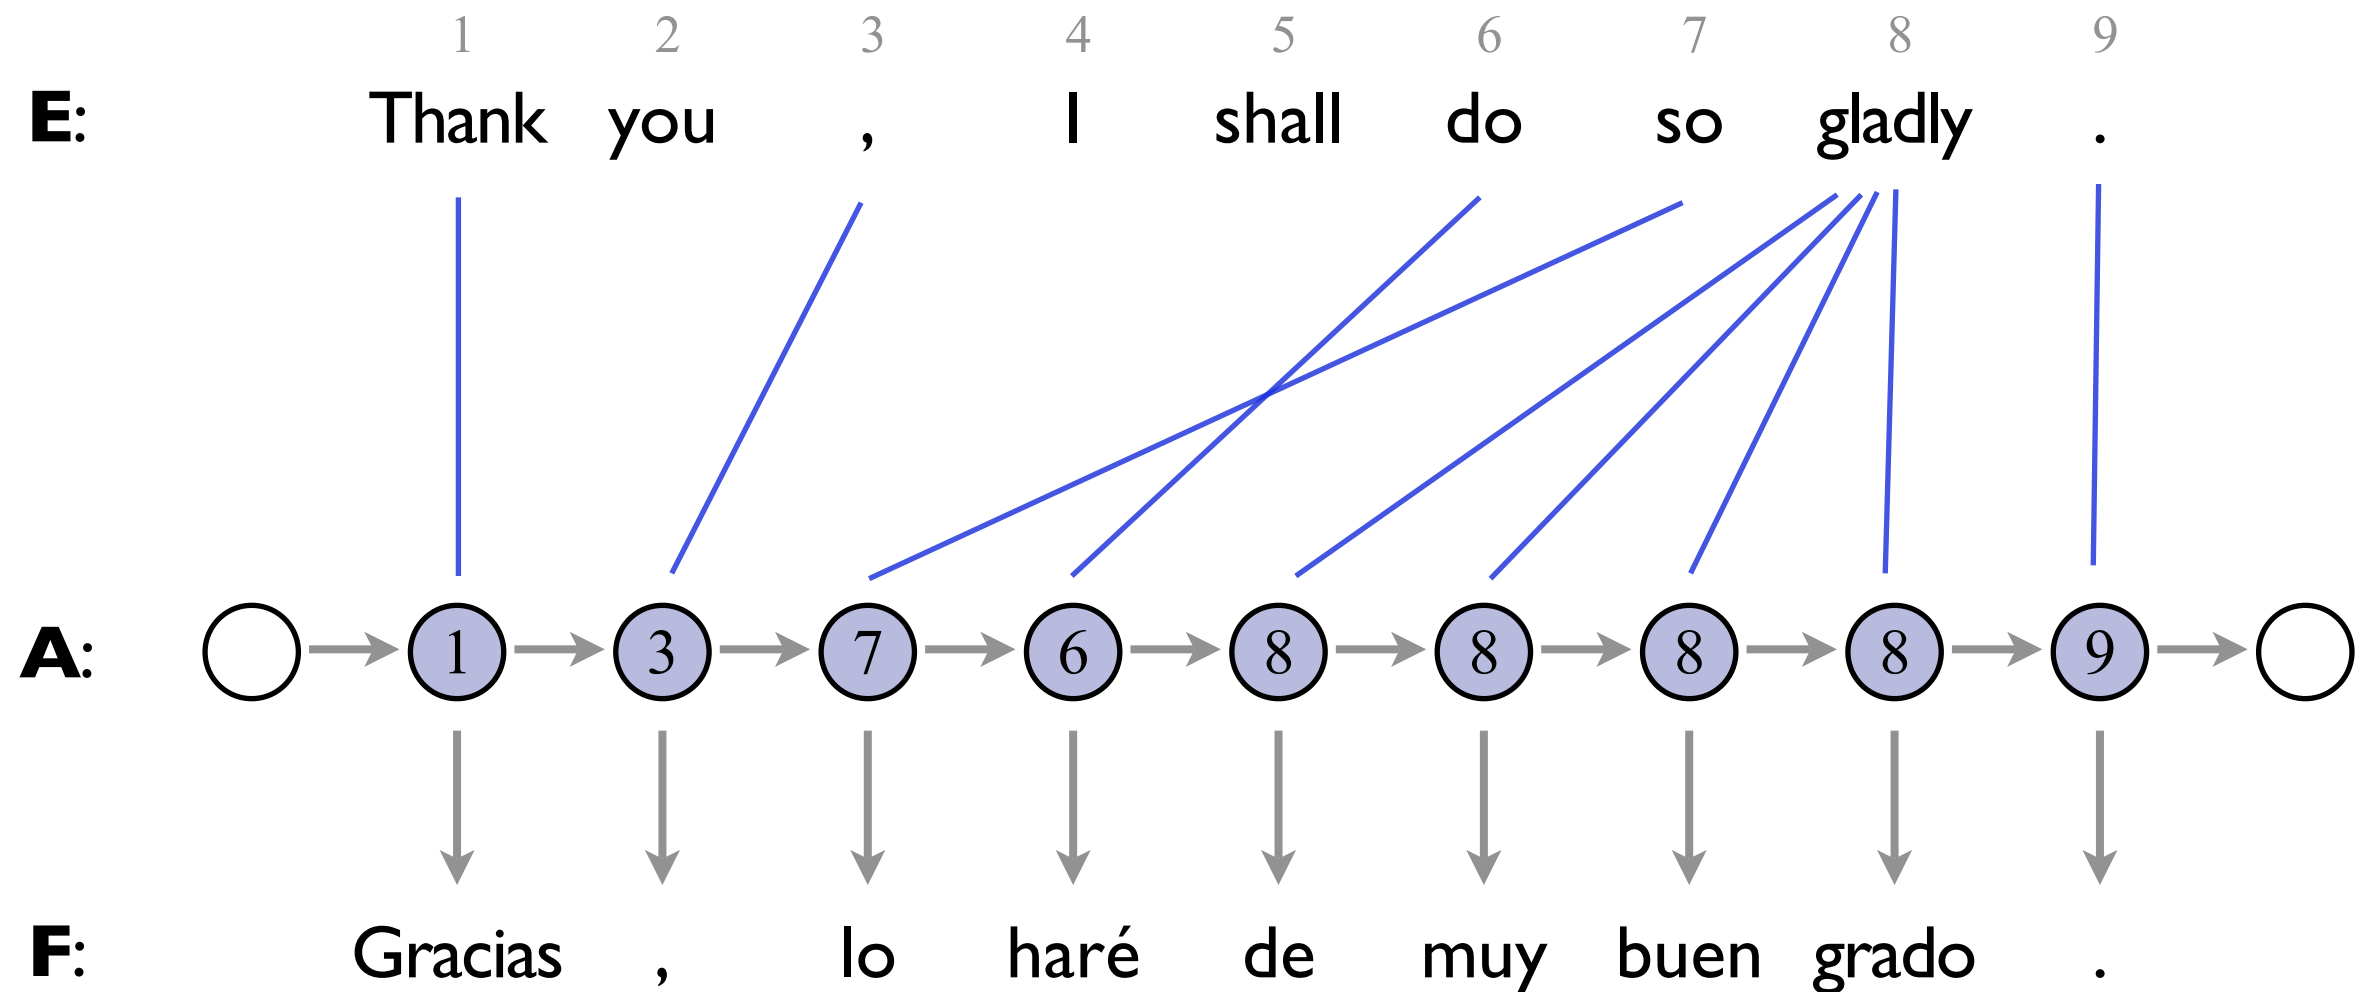 1 2 3 4 5 6 7 8 9
E: Thank you , I shall do so gladly .
A: 1 3 7 6 8 8 8 8 9
F: Gracias , lo haré de muy buen grado .